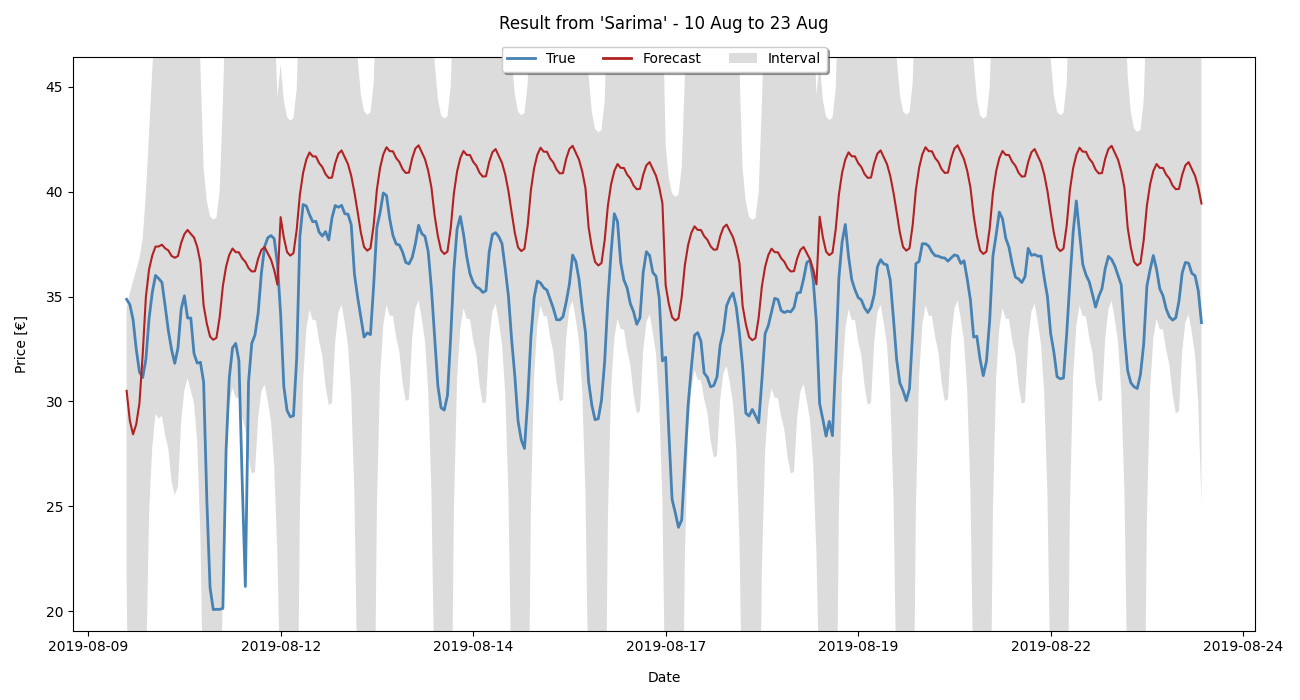 Result from 'Sarima' - 10 Aug to 23 Aug
True Forecast Interval
Price [€]
45
40
35
30
25
20
2019-08-09 2019-08-12 2019-08-14 2019-08-17 2019-08-19 2019-08-22 2019-08-24
Date